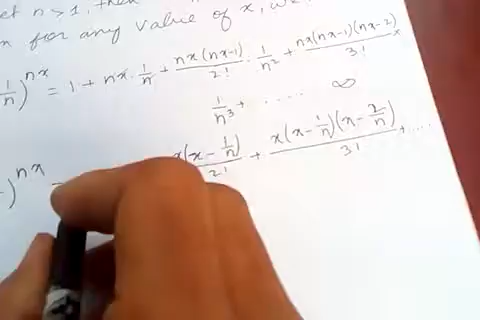 et n > 1, then
n for any value of x, we
1/n)^nx = 1 + nx · 1/n + nx(nx-1)/2! · 1/n² + nx(nx-1)(nx-2)/3! ×
1/n³ + ...... ∞
)^nx = x(x - 1/n)/2! + x(x - 1/n)(x - 2/n)/3! + ....